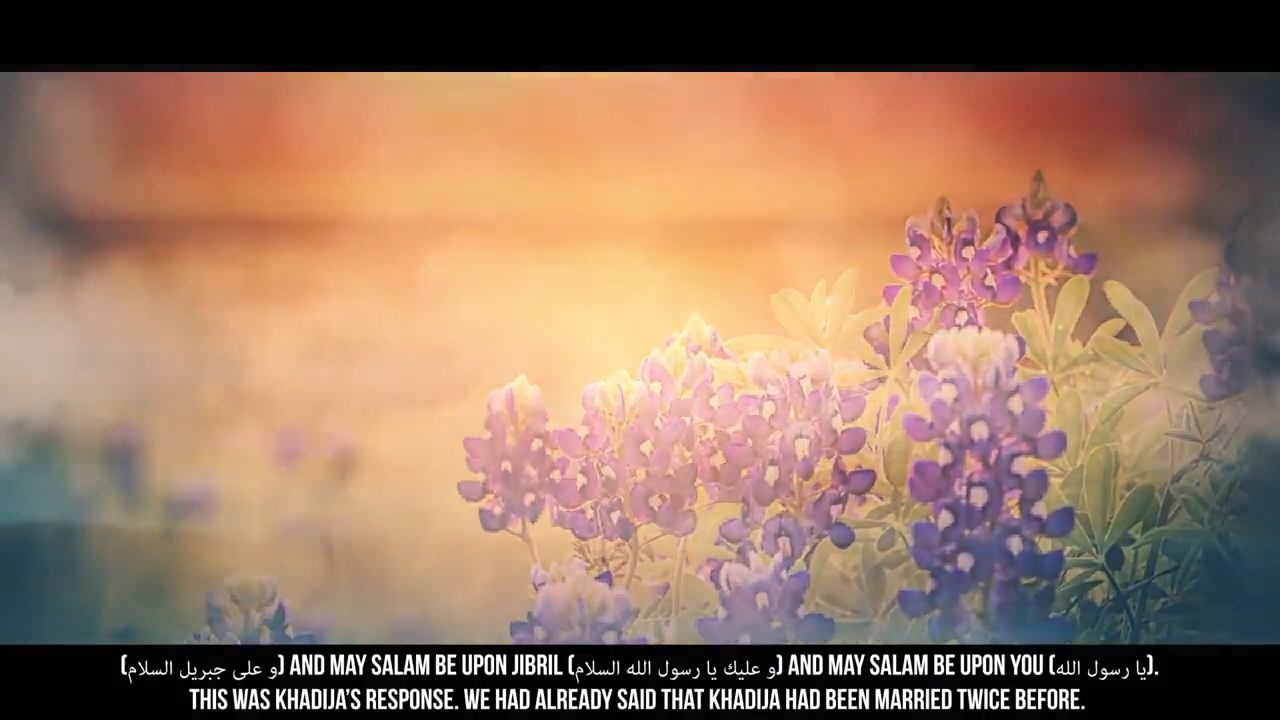 (و على جبريل السلام) AND MAY SALAM BE UPON JIBRIL (و عليك يا رسول الله السلام) AND MAY SALAM BE UPON YOU (يا رسول الله).
THIS WAS KHADIJA'S RESPONSE. WE HAD ALREADY SAID THAT KHADIJA HAD BEEN MARRIED TWICE BEFORE.